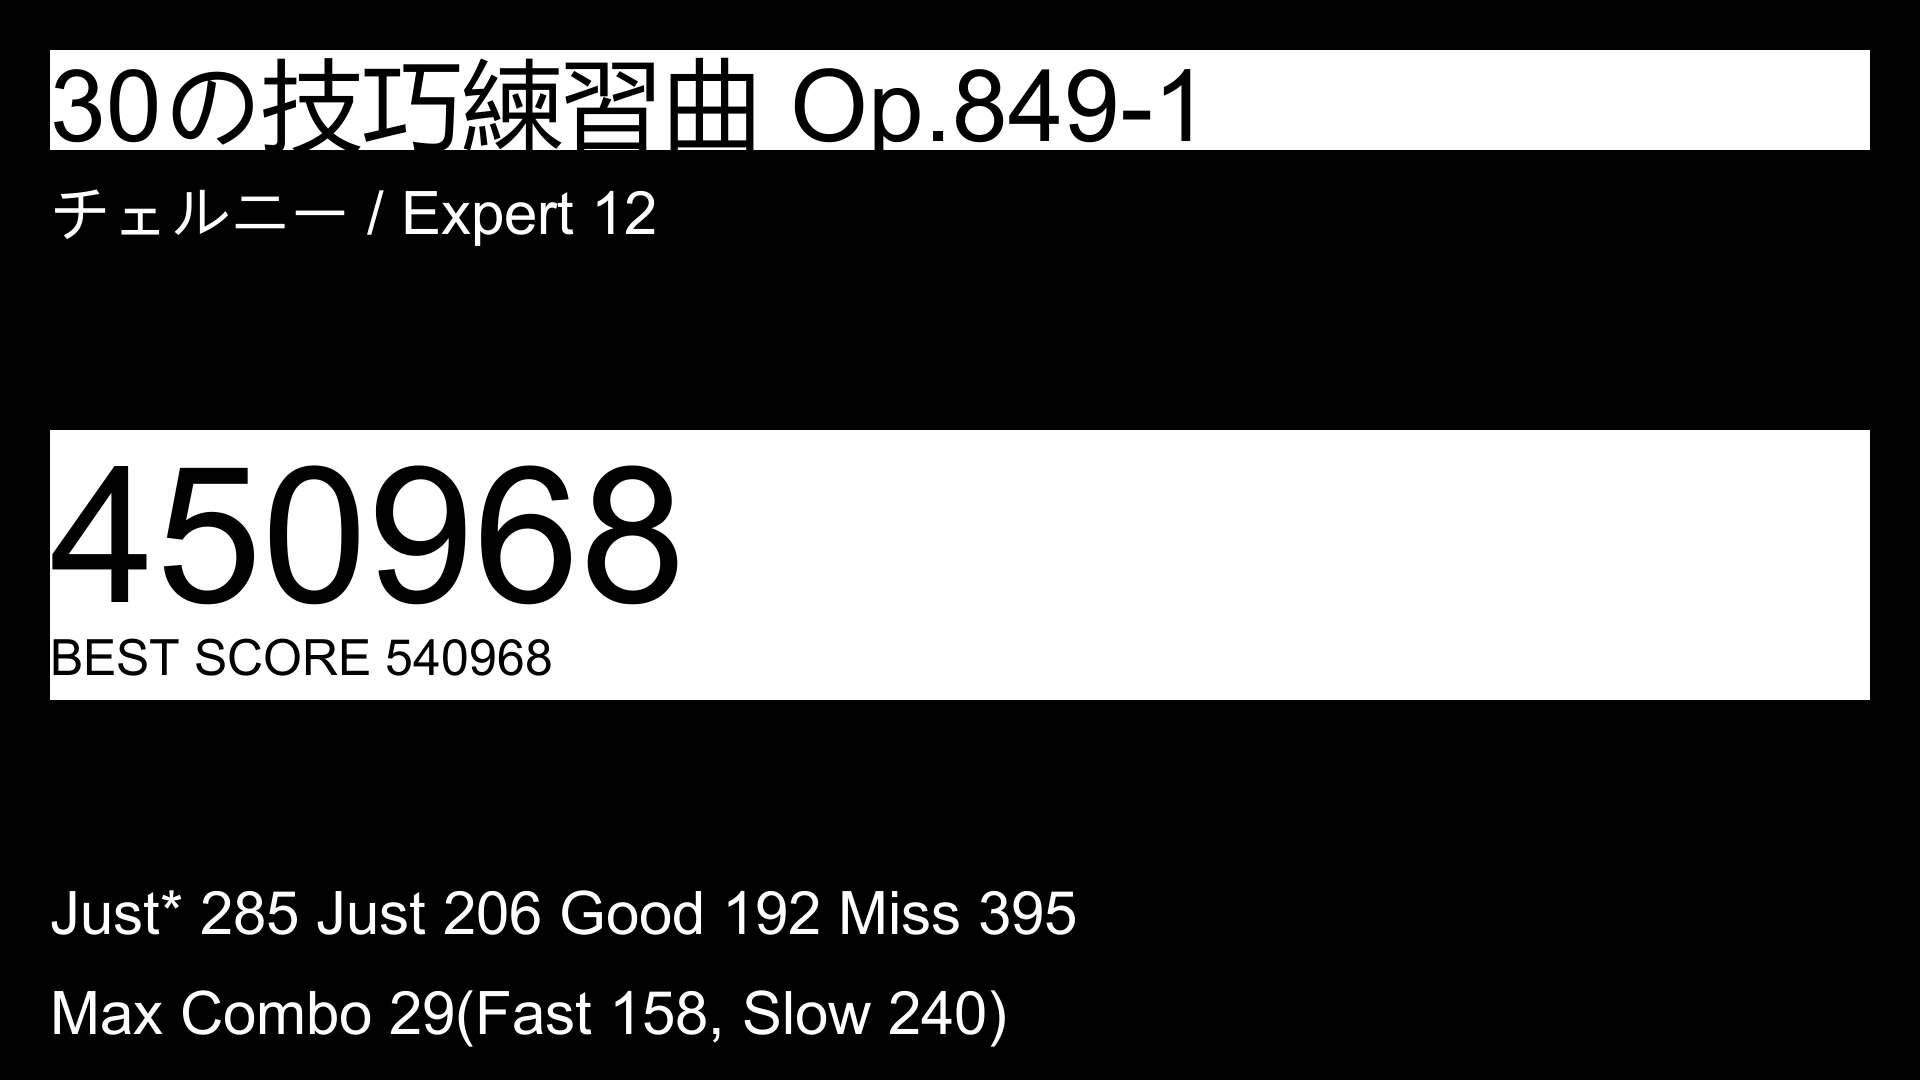 30の技巧練習曲 Op.849-1
チェルニー / Expert 12
450968
BEST SCORE 540968
Just* 285 Just 206 Good 192 Miss 395
Max Combo 29(Fast 158, Slow 240)